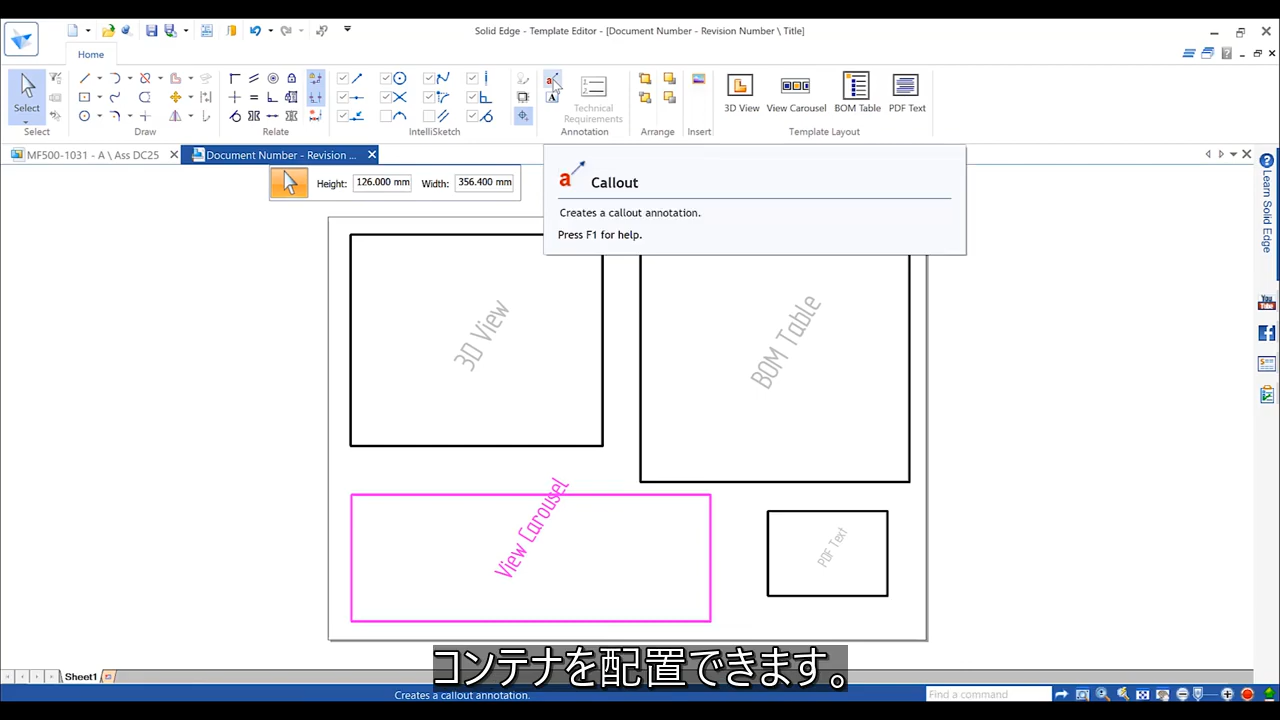 Solid Edge - Template Editor - [Document Number - Revision Number \ Title]
Home
Select
Technical
Requirements
3D View
View Carousel
BOM Table
PDF Text
Select
Draw
Relate
IntelliSketch
Annotation
Arrange
Insert
Template Layout
MF500-1031 - A \ Ass DC25
Document Number - Revision ...
Height:
126.000 mm
Width:
356.400 mm
a
Callout
Creates a callout annotation.
Press F1 for help.
Learn Solid Edge
You
Tube
3D View
BOM Table
View Carousel
PDF Text
コンテナを配置できます。
Sheet1
Creates a callout annotation.
Find a command